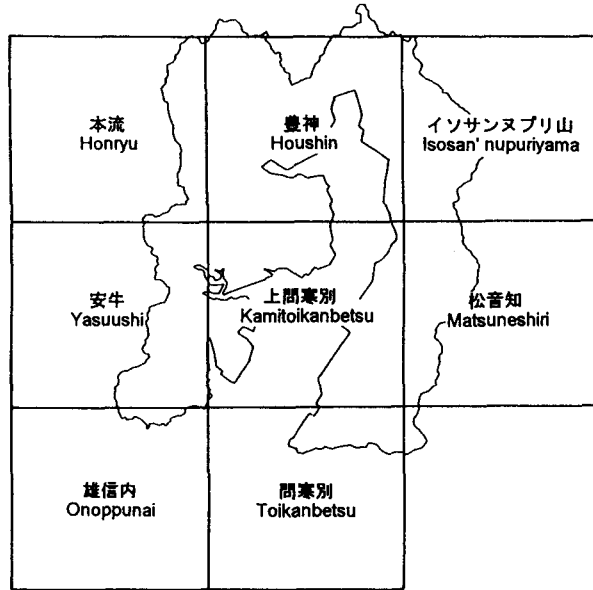 本流
Honryu
豊神
Houshin
イソサンヌプリ山
Isosan' nupuriyama
安牛
Yasuushi
上問寒別
Kamitoikanbetsu
松音知
Matsuneshiri
雄信内
Onoppunai
問寒別
Toikanbetsu